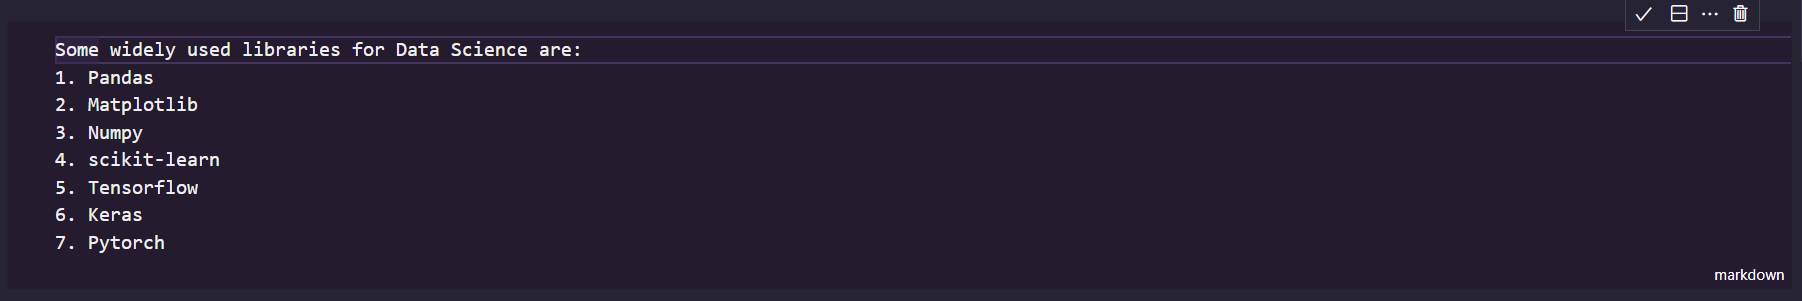 Some widely used libraries for Data Science are:
1. Pandas
2. Matplotlib
3. Numpy
4. scikit-learn
5. Tensorflow
6. Keras
7. Pytorch
markdown